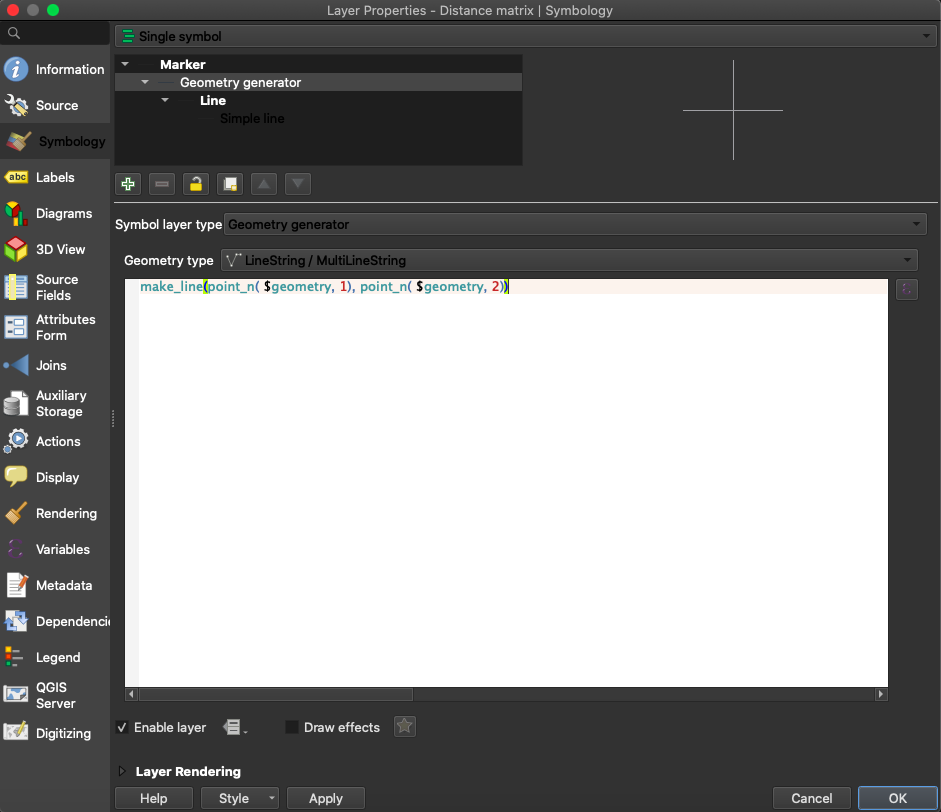 Layer Properties - Distance matrix | Symbology
Information
Source
Symbology
abc Labels
Diagrams
3D View
Source
Fields
Attributes
Form
Joins
Auxiliary
Storage
Actions
Display
Rendering
Variables
Metadata
Dependencie
Legend
QGIS
Server
Digitizing
Single symbol
Marker
Geometry generator
Line
Simple line
Symbol layer type Geometry generator
Geometry type LineString / MultiLineString
make_line(point_n( $geometry, 1), point_n( $geometry, 2))
Enable layer
Draw effects
Layer Rendering
Help
Style
Apply
Cancel
OK